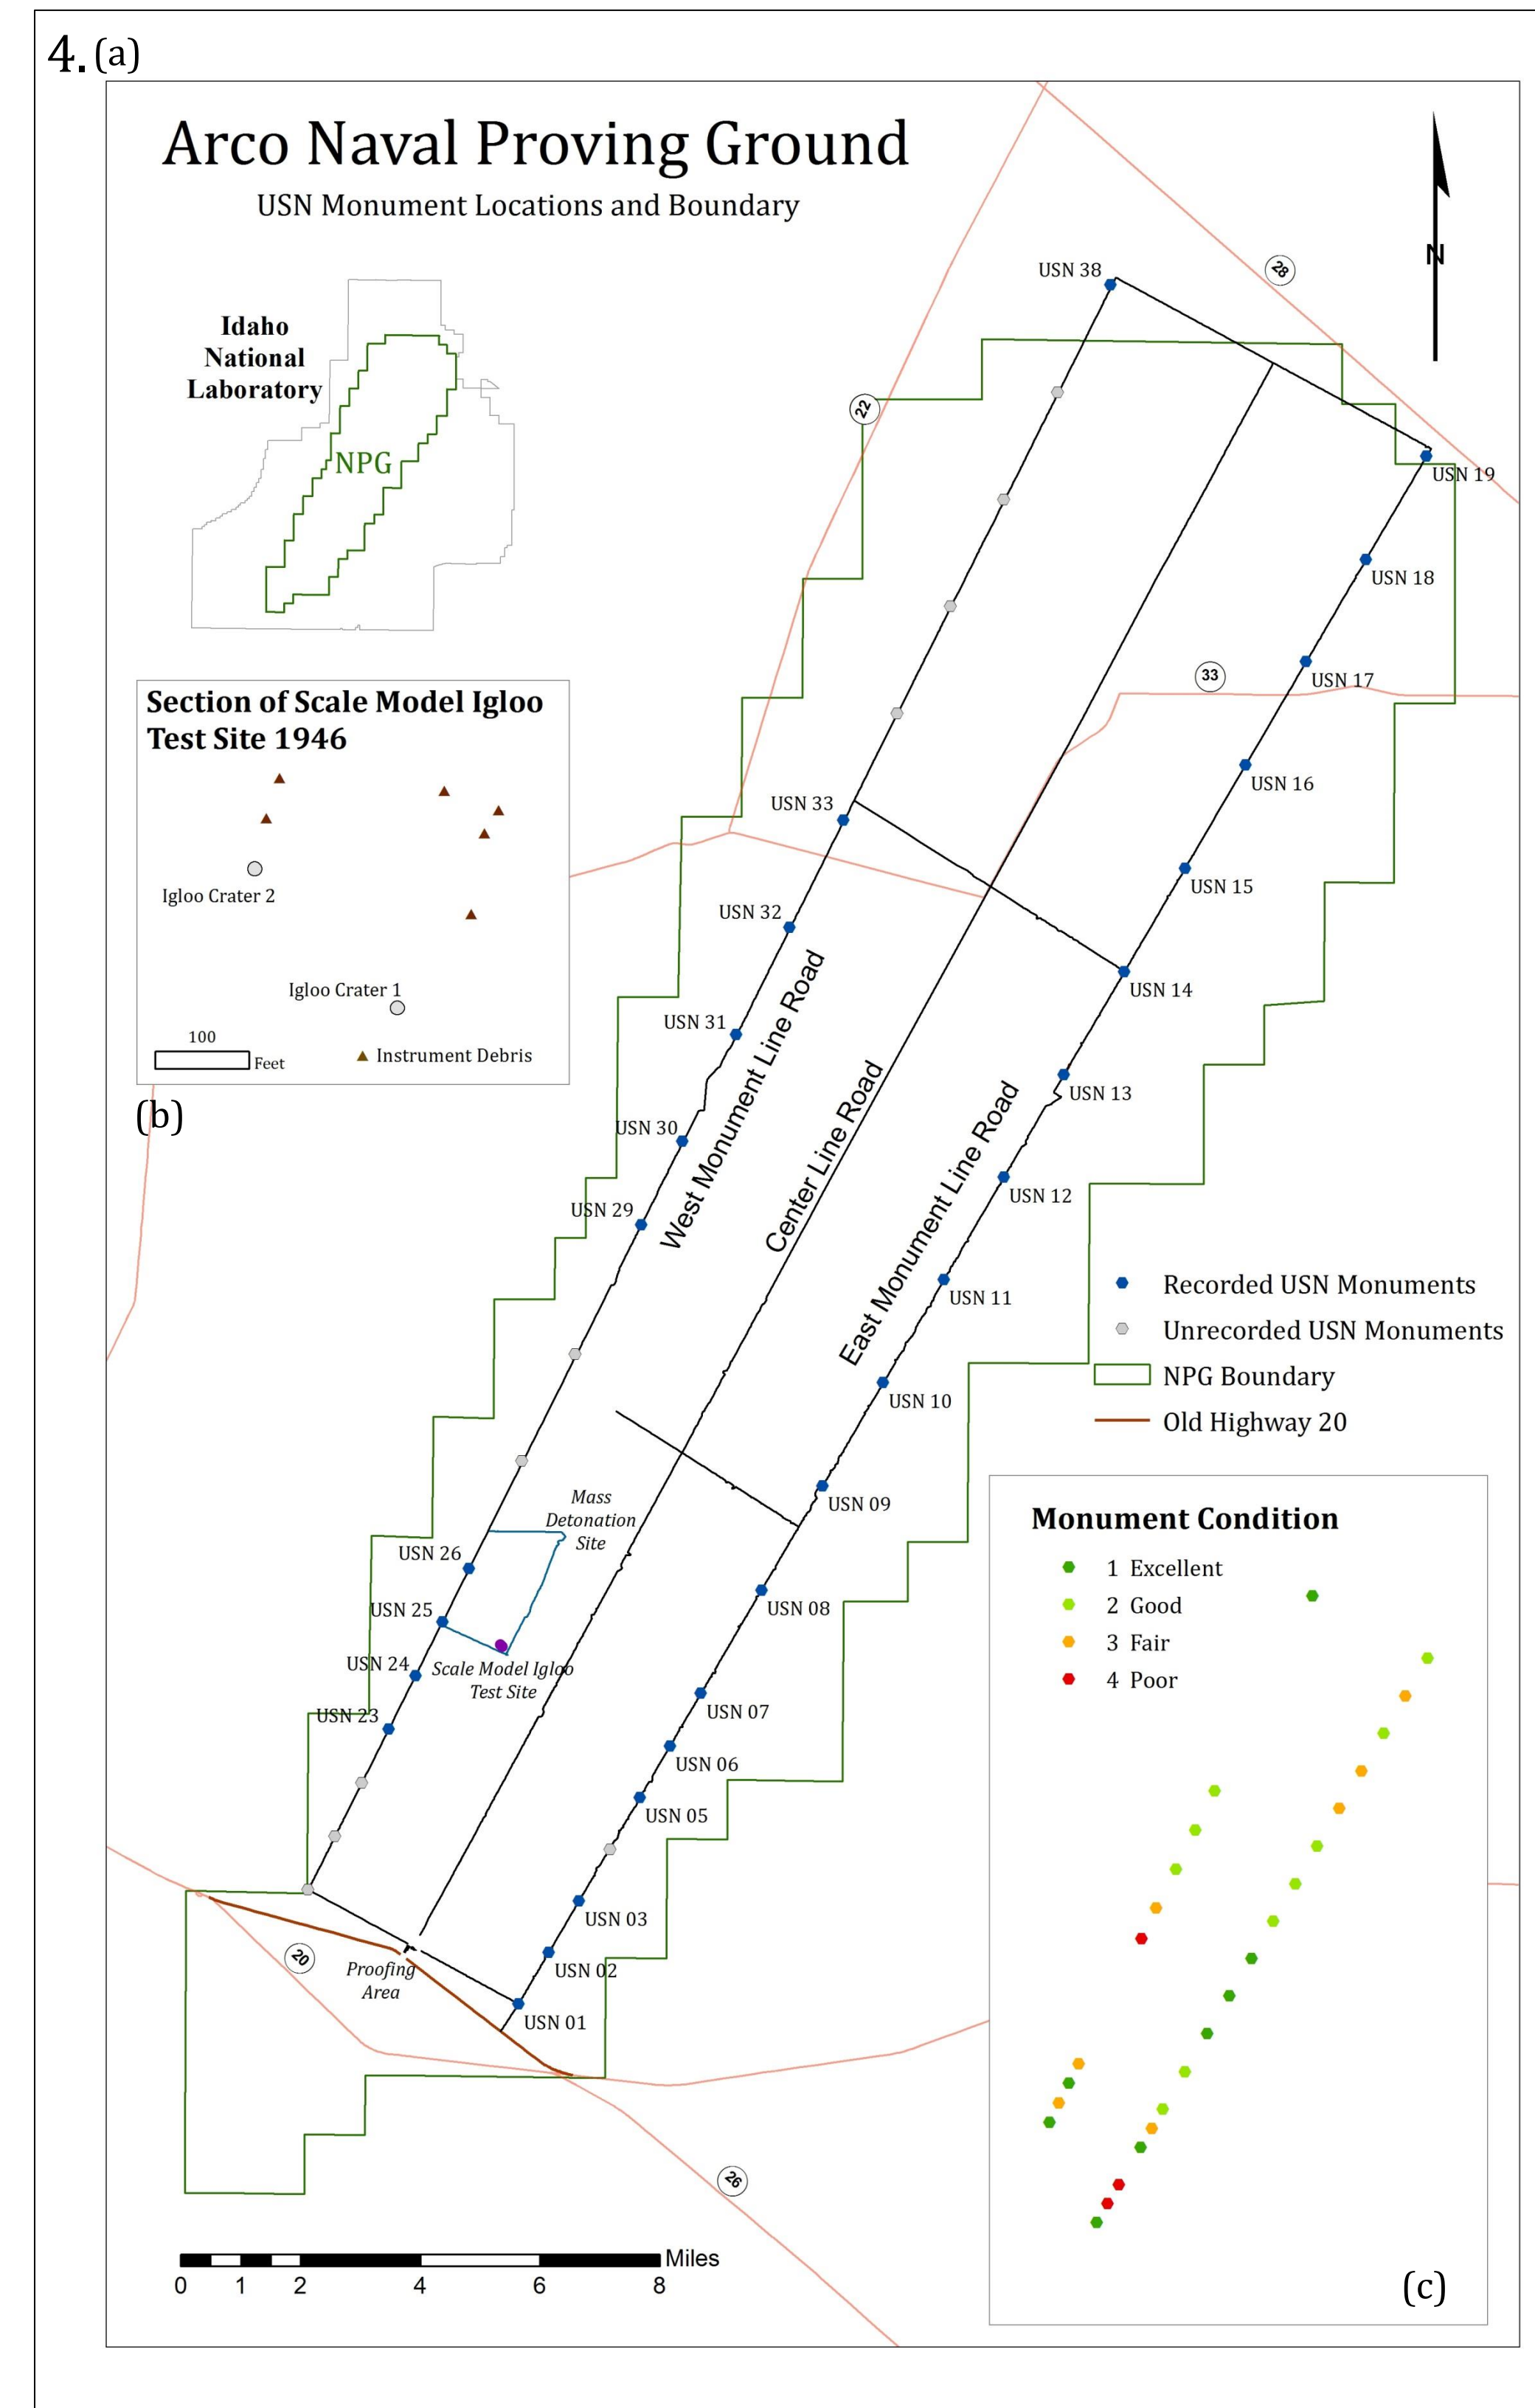 4. (a)
Arco Naval Proving Ground
USN Monument Locations and Boundary
N
Idaho
National
Laboratory
NPG
28
22
33
USN 38
USN 19
USN 18
USN 17
USN 16
USN 15
USN 14
USN 13
USN 12
USN 11
USN 10
USN 09
USN 08
USN 07
USN 06
USN 05
USN 03
USN 02
USN 01
USN 33
USN 32
USN 31
USN 30
USN 29
USN 26
USN 25
USN 24
USN 23
West Monument Line Road
Center Line Road
East Monument Line Road
Section of Scale Model Igloo
Test Site 1946
Igloo Crater 2
Igloo Crater 1
100
Feet
Instrument Debris
(b)
Mass
Detonation
Site
Scale Model Igloo
Test Site
Proofing
Area
20
26
Recorded USN Monuments
Unrecorded USN Monuments
NPG Boundary
Old Highway 20
Monument Condition
1 Excellent
2 Good
3 Fair
4 Poor
(c)
Miles
0 1 2 4 6 8